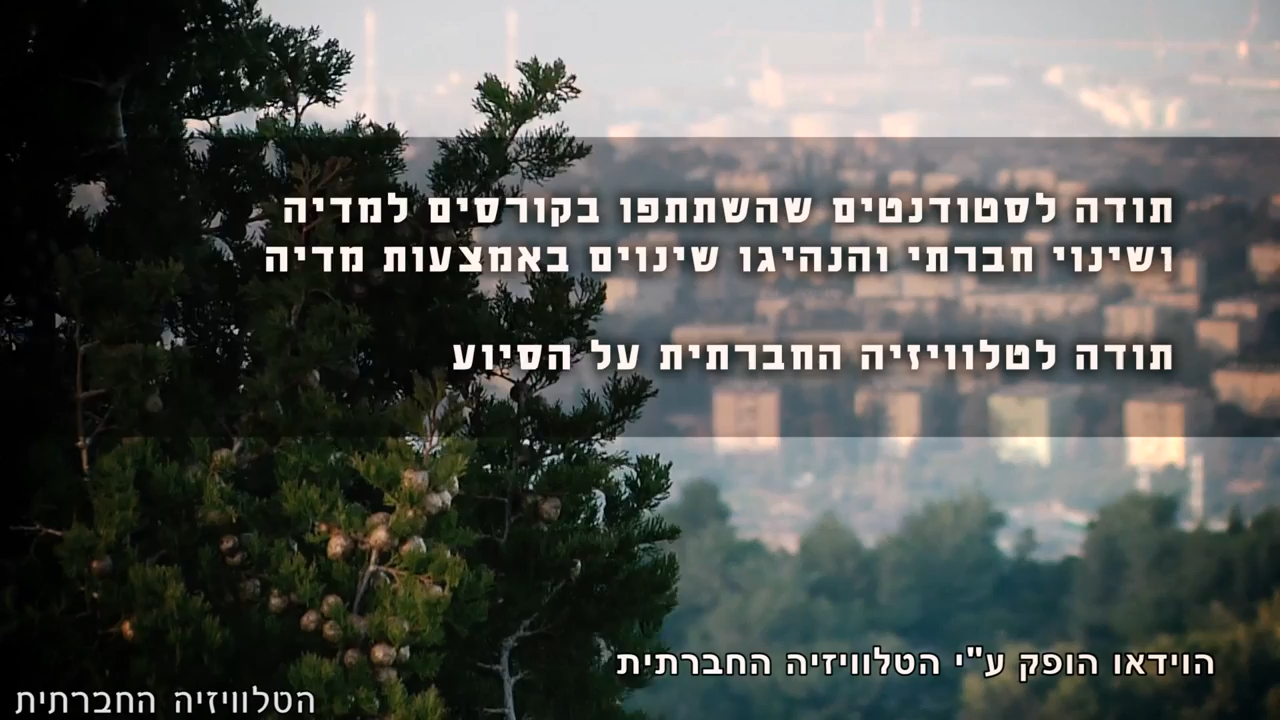 תודה לסטודנטים שהשתתפו בקורסים למדיה
ושינוי חברתי והנהיגו שינוים באמצעות מדיה
תודה לטלוויזיה החברתית על הסיוע
הוידאו הופק ע"י הטלוויזיה החברתית
הטלוויזיה החברתית